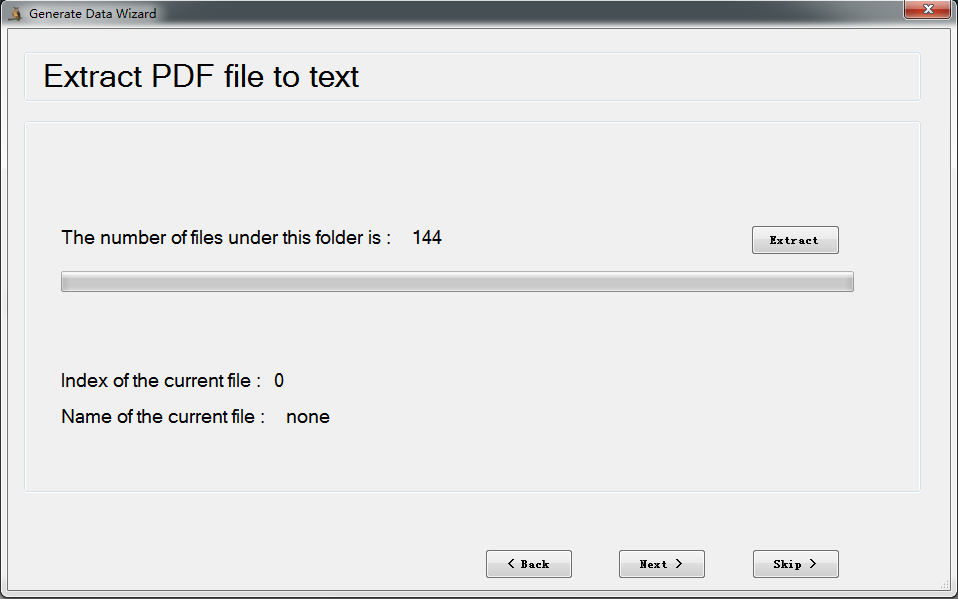 Generate Data Wizard
Extract PDF file to text
The number of files under this folder is : 144
Extract
Index of the current file : 0
Name of the current file : none
< Back
Next >
Skip >